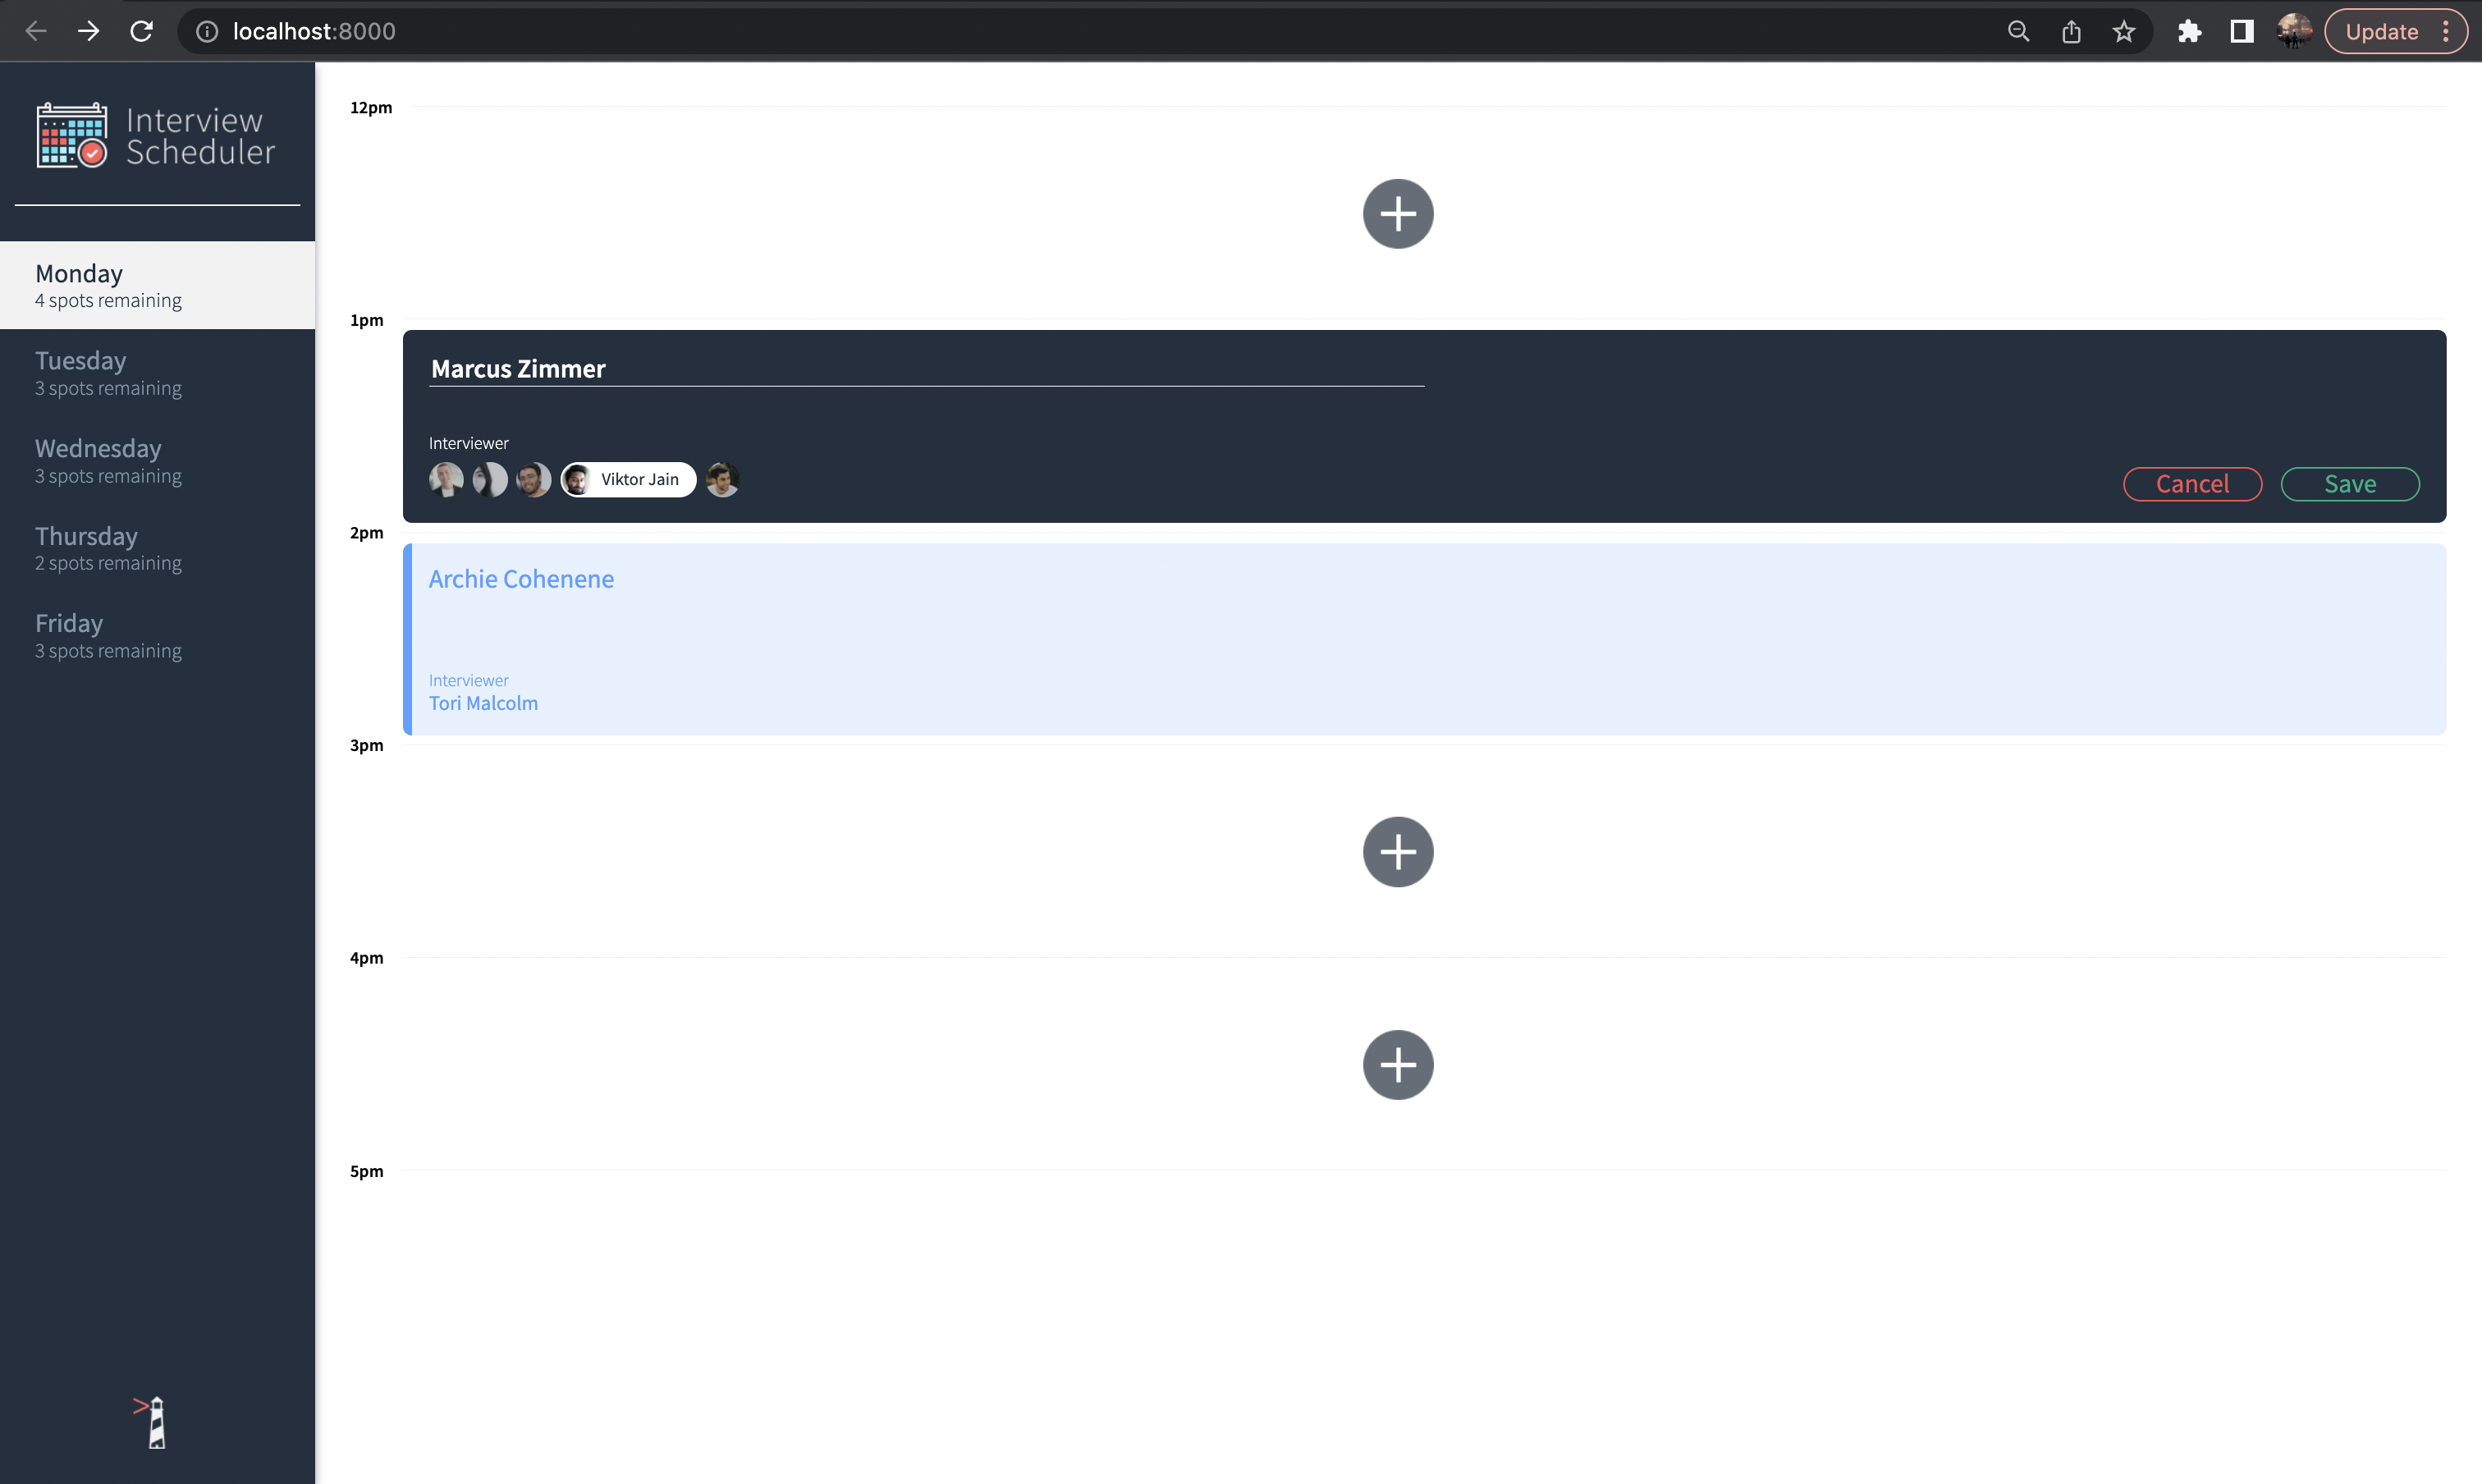 localhost:8000
Update
Interview
Scheduler
Monday
4 spots remaining
Tuesday
3 spots remaining
Wednesday
3 spots remaining
Thursday
2 spots remaining
Friday
3 spots remaining
12pm
1pm
Marcus Zimmer
Interviewer
Viktor Jain
Cancel
Save
2pm
Archie Cohenene
Interviewer
Tori Malcolm
3pm
4pm
5pm